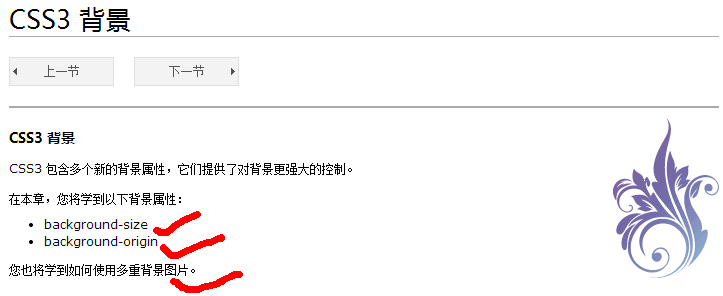 CSS3 背景
上一节
下一节
CSS3 背景
CSS3 包含多个新的背景属性，它们提供了对背景更强大的控制。
在本章，您将学到以下背景属性：
background-size
background-origin
您也将学到如何使用多重背景图片。